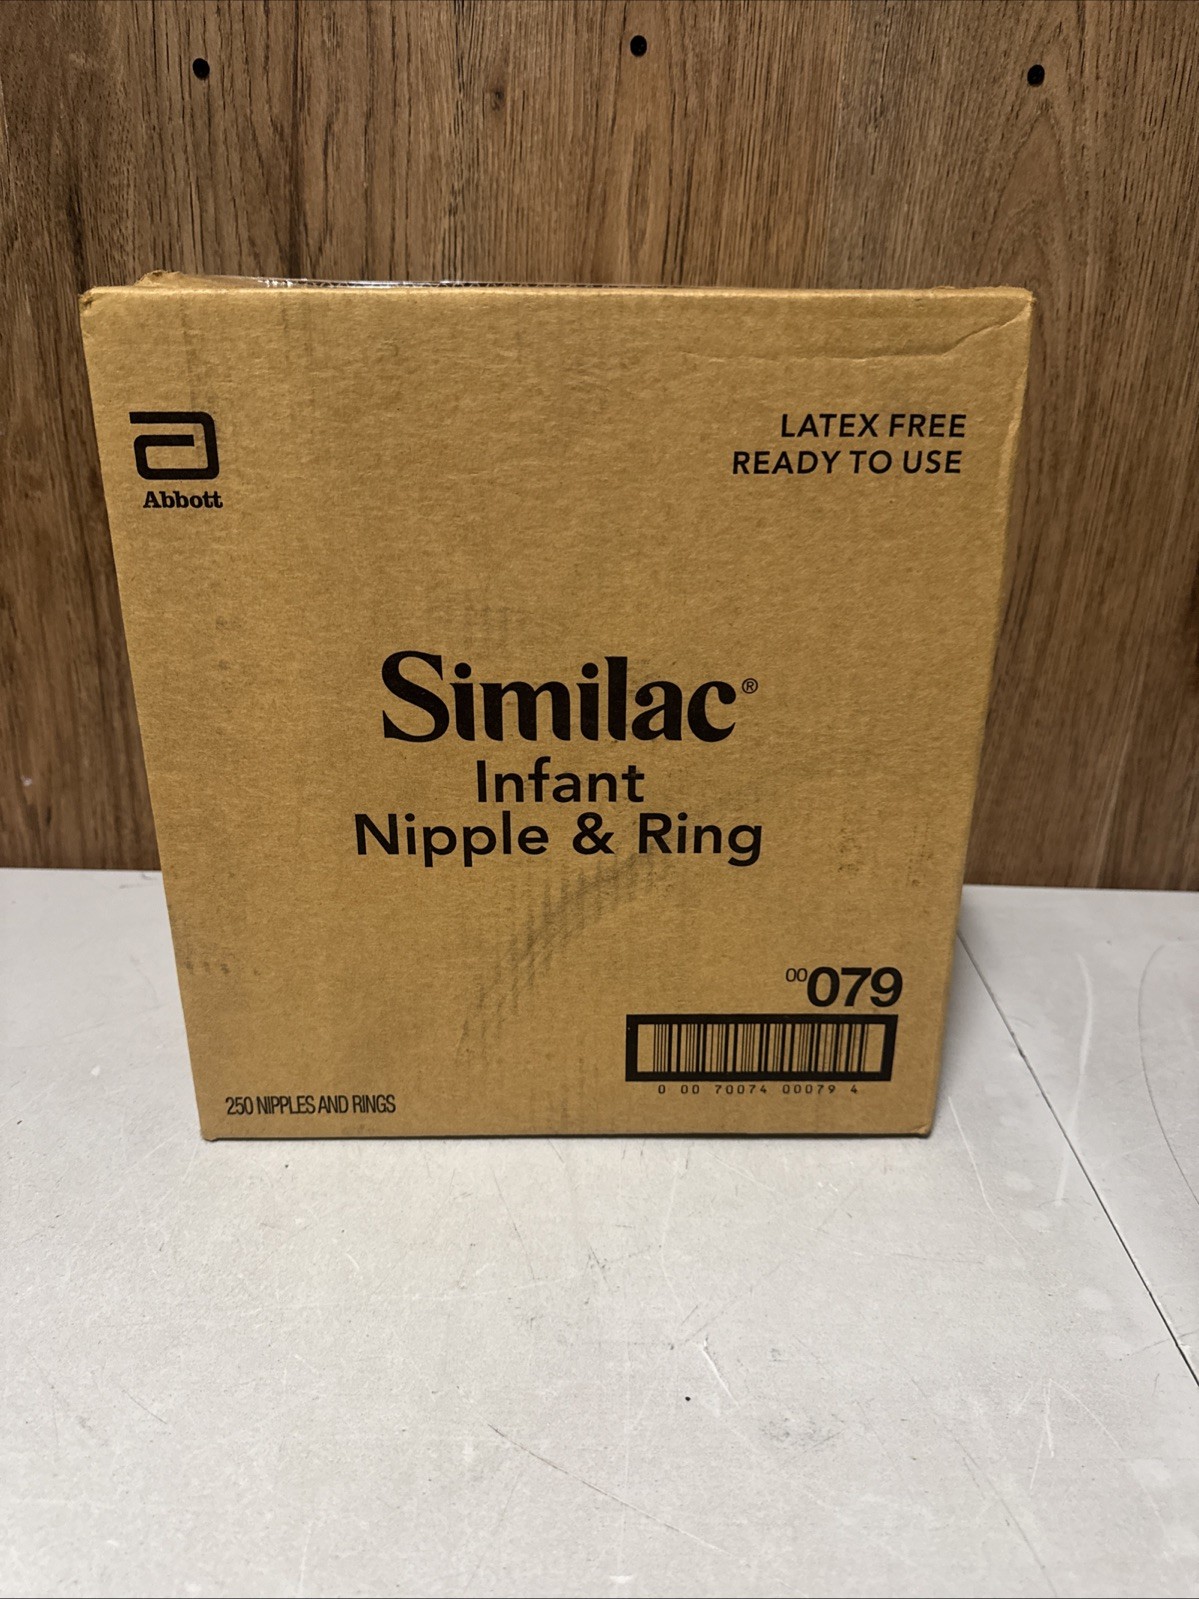 Abbott
LATEX FREE
READY TO USE
Similac®
Infant
Nipple & Ring
00079
0 00 70074 00079 4
250 NIPPLES AND RINGS